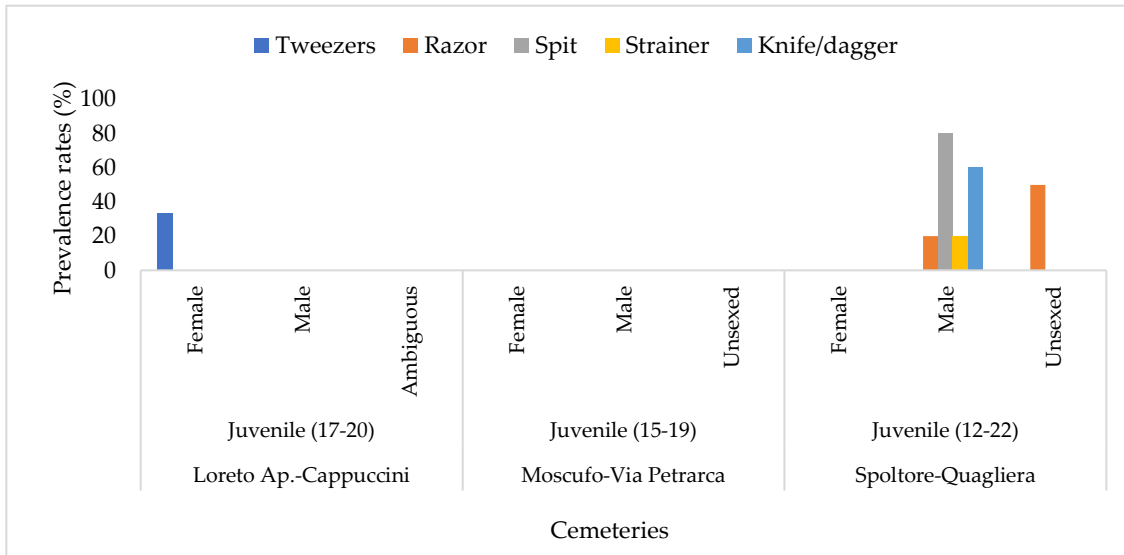 Tweezers Razor Spit Strainer Knife/dagger
Prevalence rates (%)
100
80
60
40
20
0
Female Male Ambiguous Female Male Unsexed Female Male Unsexed
Juvenile (17-20) Juvenile (15-19) Juvenile (12-22)
Loreto Ap.-Cappuccini Moscufo-Via Petrarca Spoltore-Quagliera
Cemeteries